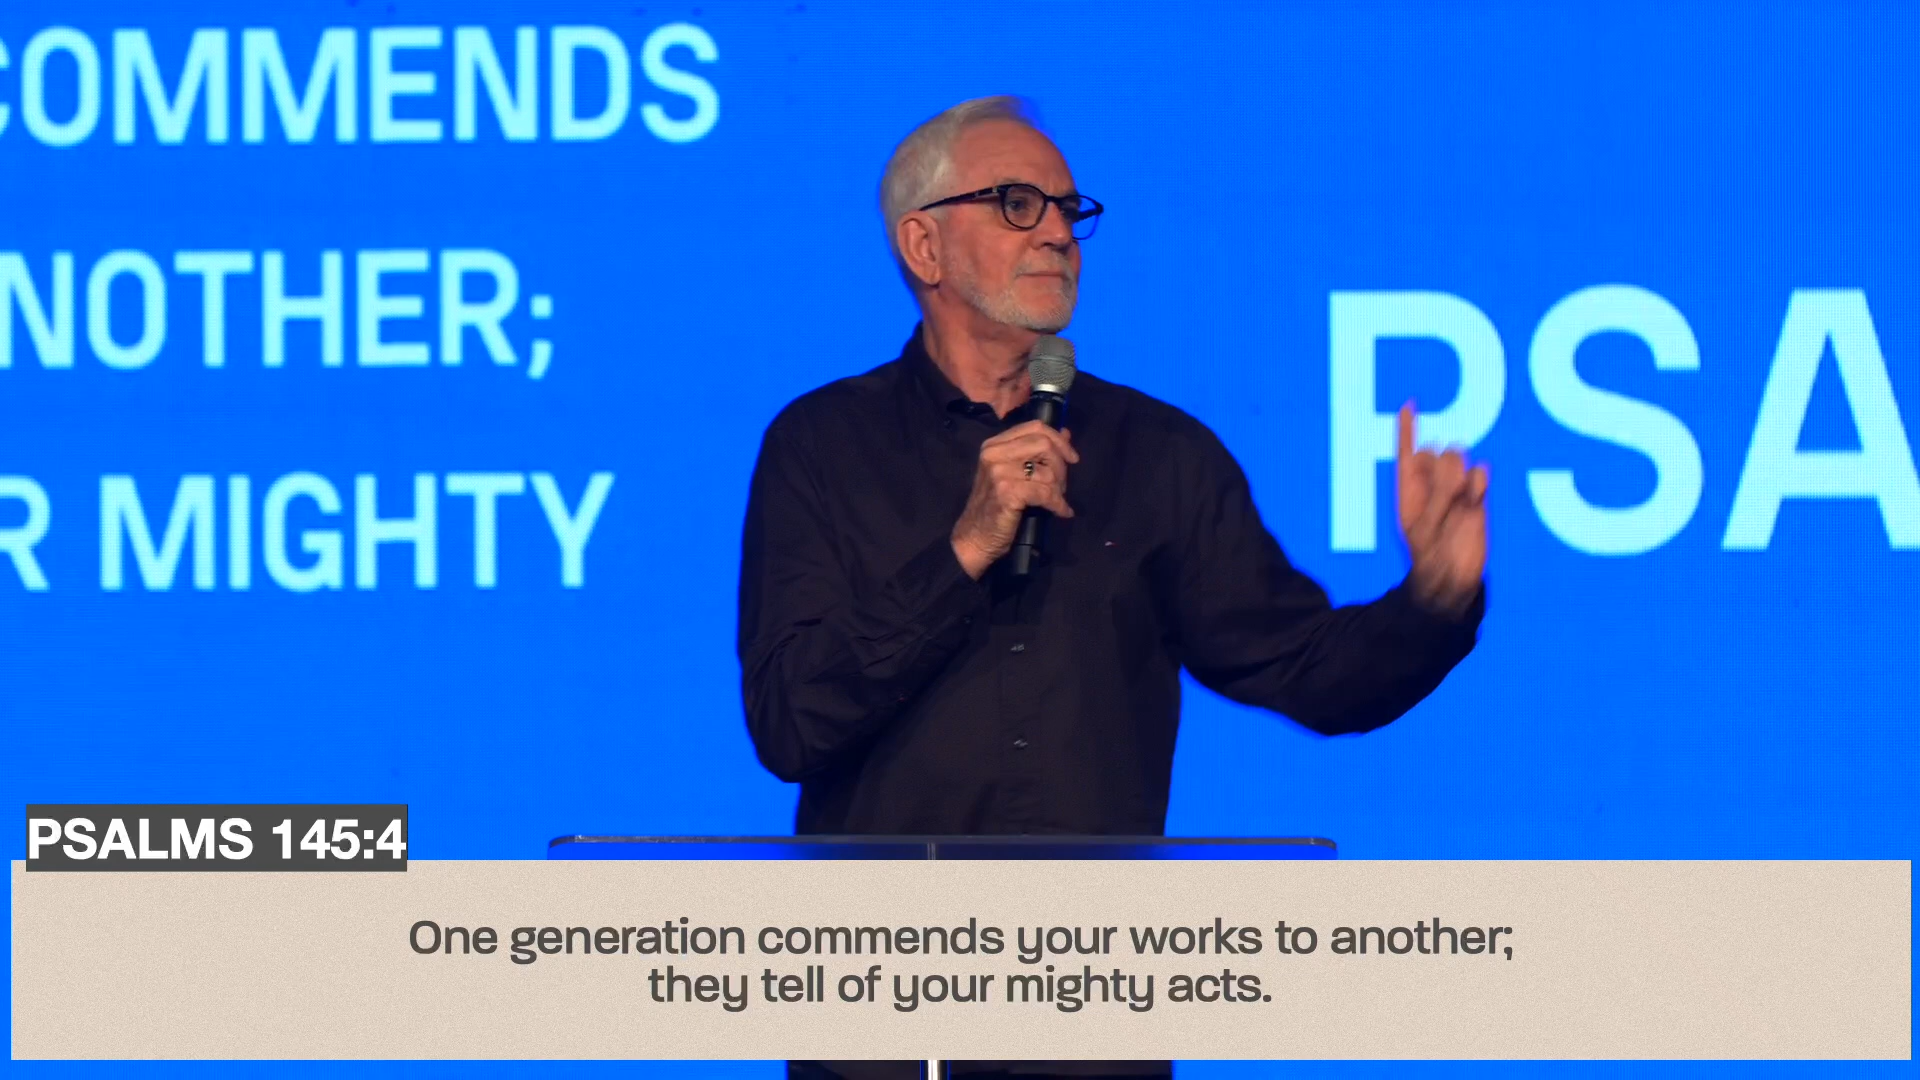 COMMENDS
NOTHER;
R MIGHTY
PSA
PSALMS 145:4
One generation commends your works to another;
they tell of your mighty acts.